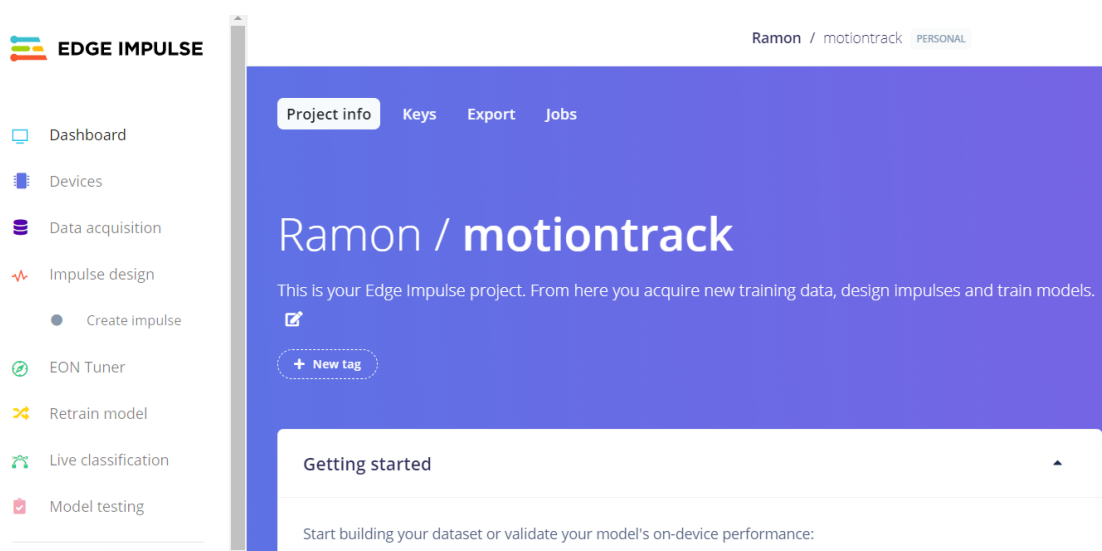 EDGE IMPULSE
Ramon / motiontrack PERSONAL
Dashboard
Devices
Data acquisition
Impulse design
Create impulse
EON Tuner
Retrain model
Live classification
Model testing
Project info Keys Export Jobs
Ramon / motiontrack
This is your Edge Impulse project. From here you acquire new training data, design impulses and train models.
+ New tag
Getting started
Start building your dataset or validate your model's on-device performance: